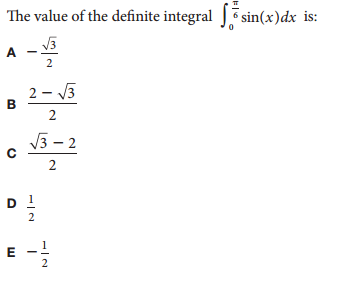 The value of the definite integral ∫₀^(π/6) sin(x)dx is:
A −√3/2
B (2 − √3)/2
C (√3 − 2)/2
D 1/2
E −1/2